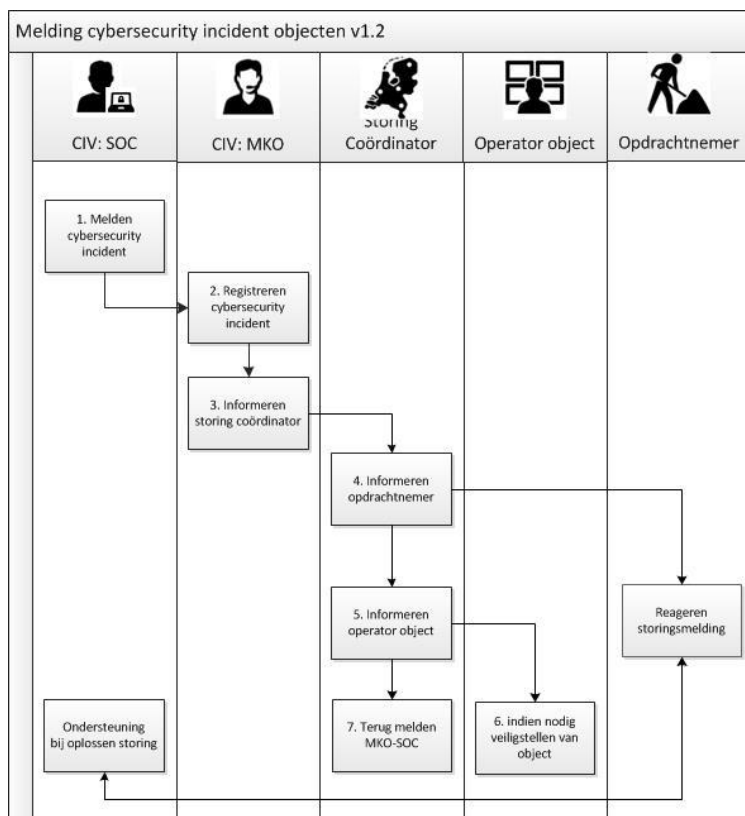 Melding cybersecurity incident objecten v1.2
CIV: SOC
CIV: MKO
Storing
Coördinator
Operator object
Opdrachtnemer
1. Melden
cybersecurity
incident
2. Registreren
cybersecurity
incident
3. Informeren
storing coördinator
4. Informeren
opdrachtnemer
5. Informeren
operator object
Reageren
storingsmelding
Ondersteuning
bij oplossen storing
7. Terug melden
MKO-SOC
6. indien nodig
veiligstellen van
object